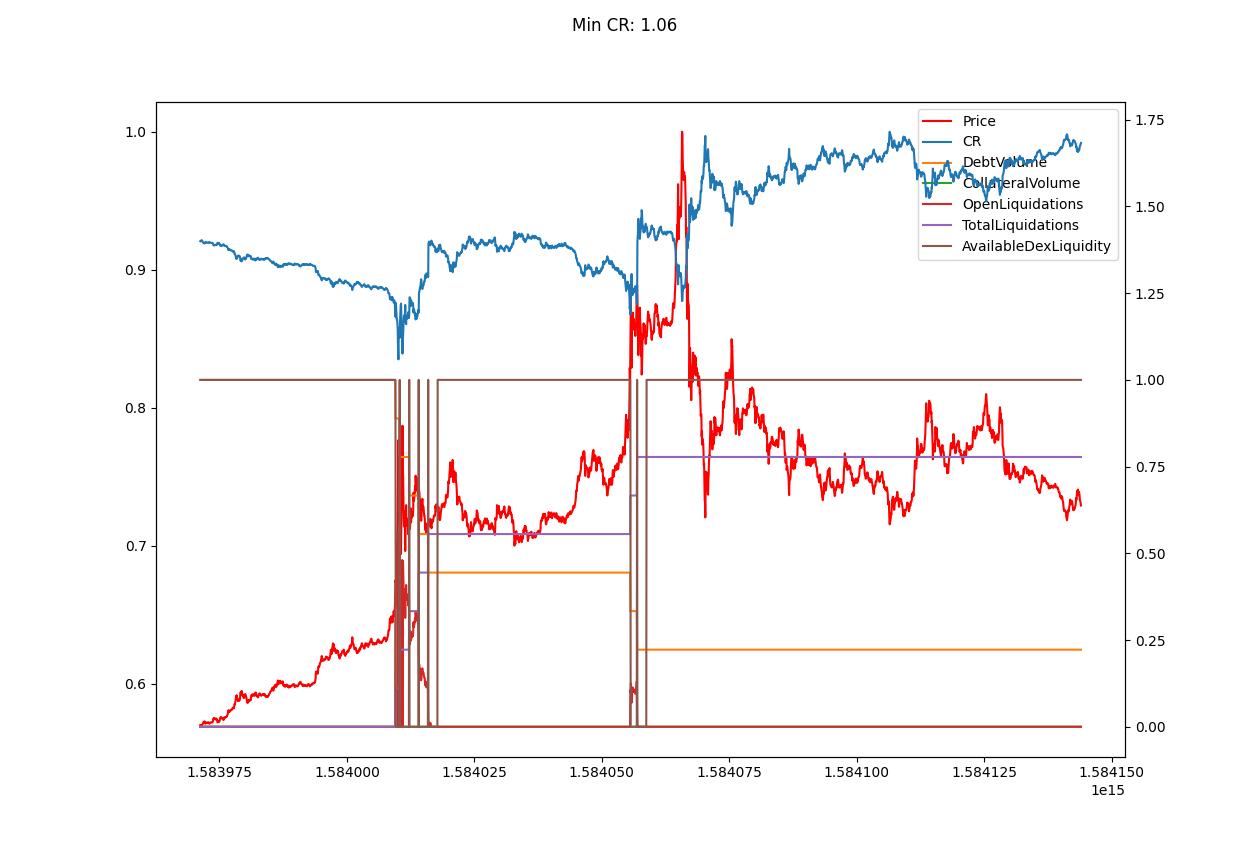 Min CR: 1.06
1.0
0.9
0.8
0.7
0.6
1.75
1.50
1.25
1.00
0.75
0.50
0.25
0.00
Price
CR
DebtVolume
CollateralVolume
OpenLiquidations
TotalLiquidations
AvailableDexLiquidity
1.583975 1.584000 1.584025 1.584050 1.584075 1.584100 1.584125 1.584150
1e15